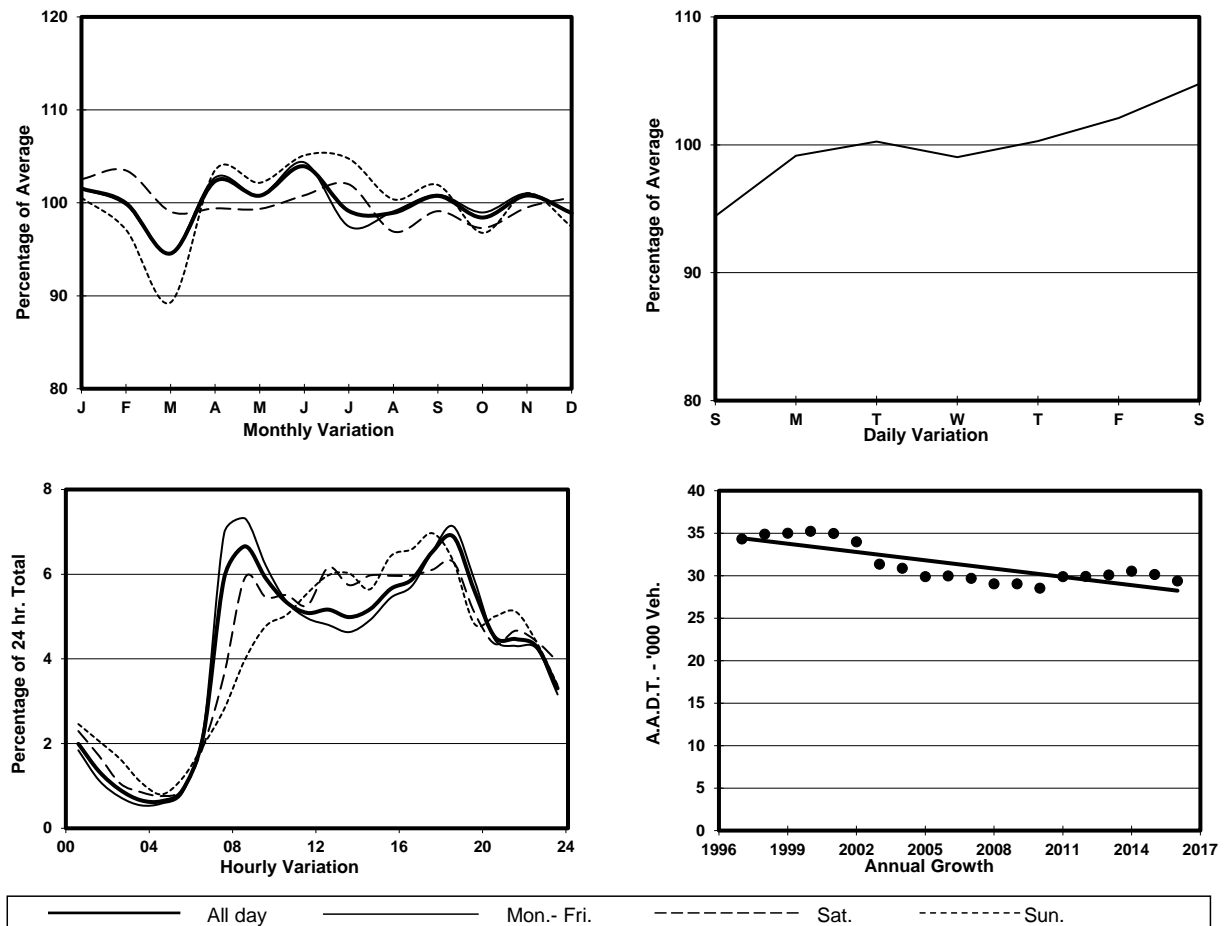 120
110
100
90
80
Percentage of Average
J F M A M J J A S O N D
Monthly Variation
110
100
90
80
Percentage of Average
S M T W T F S
Daily Variation
8
6
4
2
0
Percentage of 24 hr. Total
00 04 08 12 16 20 24
Hourly Variation
40
35
30
25
20
15
10
5
0
A.A.D.T. - '000 Veh.
1996 1999 2002 2005 2008 2011 2014 2017
Annual Growth
All day Mon.- Fri. Sat. Sun.